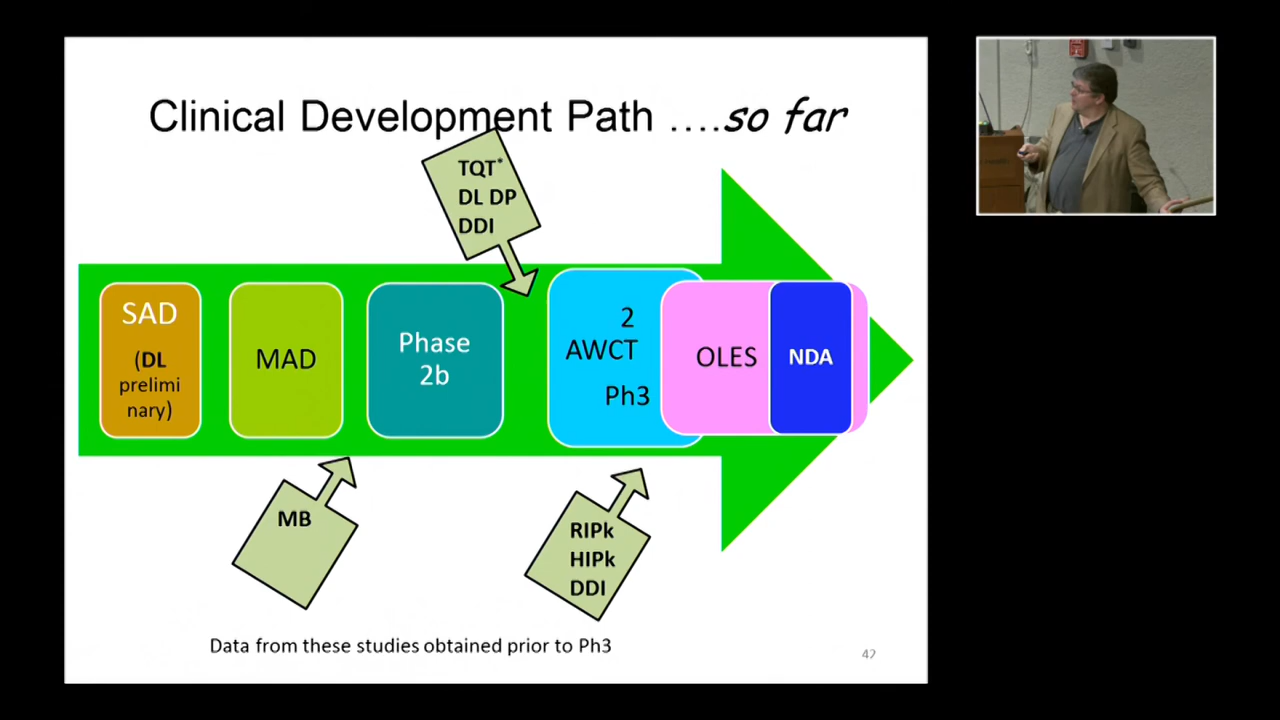 Clinical Development Path ....so far
TQT*
DL DP
DDI
SAD
(DL
prelimi
nary)
MAD
Phase
2b
2
AWCT
Ph3
OLES
NDA
MB
RIPk
HIPk
DDI
Data from these studies obtained prior to Ph3
42